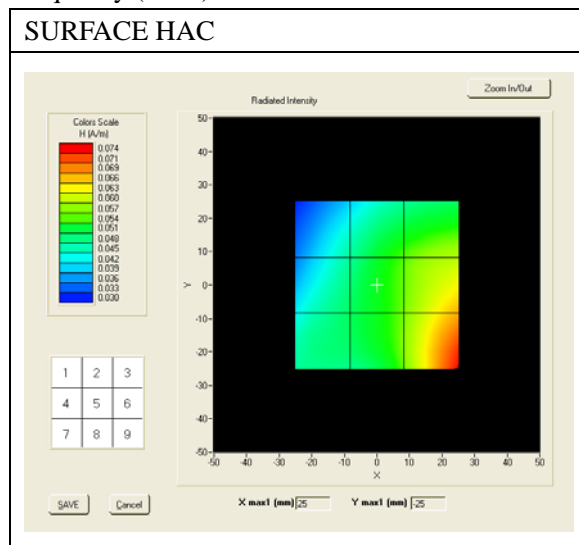 SURFACE HAC
Zoom In/Out
Radiated Intensity
Colors Scale
H (A/m)
0.074
0.071
0.069
0.066
0.063
0.060
0.057
0.054
0.051
0.048
0.045
0.042
0.039
0.036
0.033
0.030
50
40
30
20
10
0
-10
-20
-30
-40
-50
Y
-50 -40 -30 -20 -10 0 10 20 30 40 50
X
1 2 3
4 5 6
7 8 9
SAVE Cancel
X max1 (mm) 25 Y max1 (mm) -25